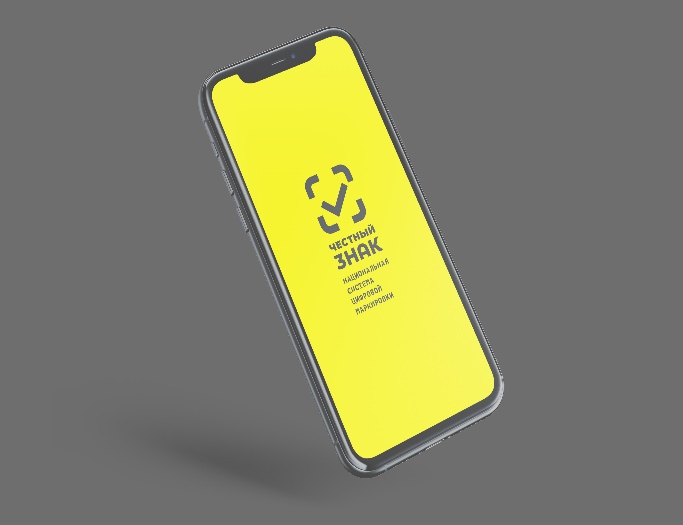 ЧЕСТНЫЙ
ЗНАК
НАЦИОНАЛЬНАЯ
СИСТЕМА
ЦИФРОВОЙ
МАРКИРОВКИ